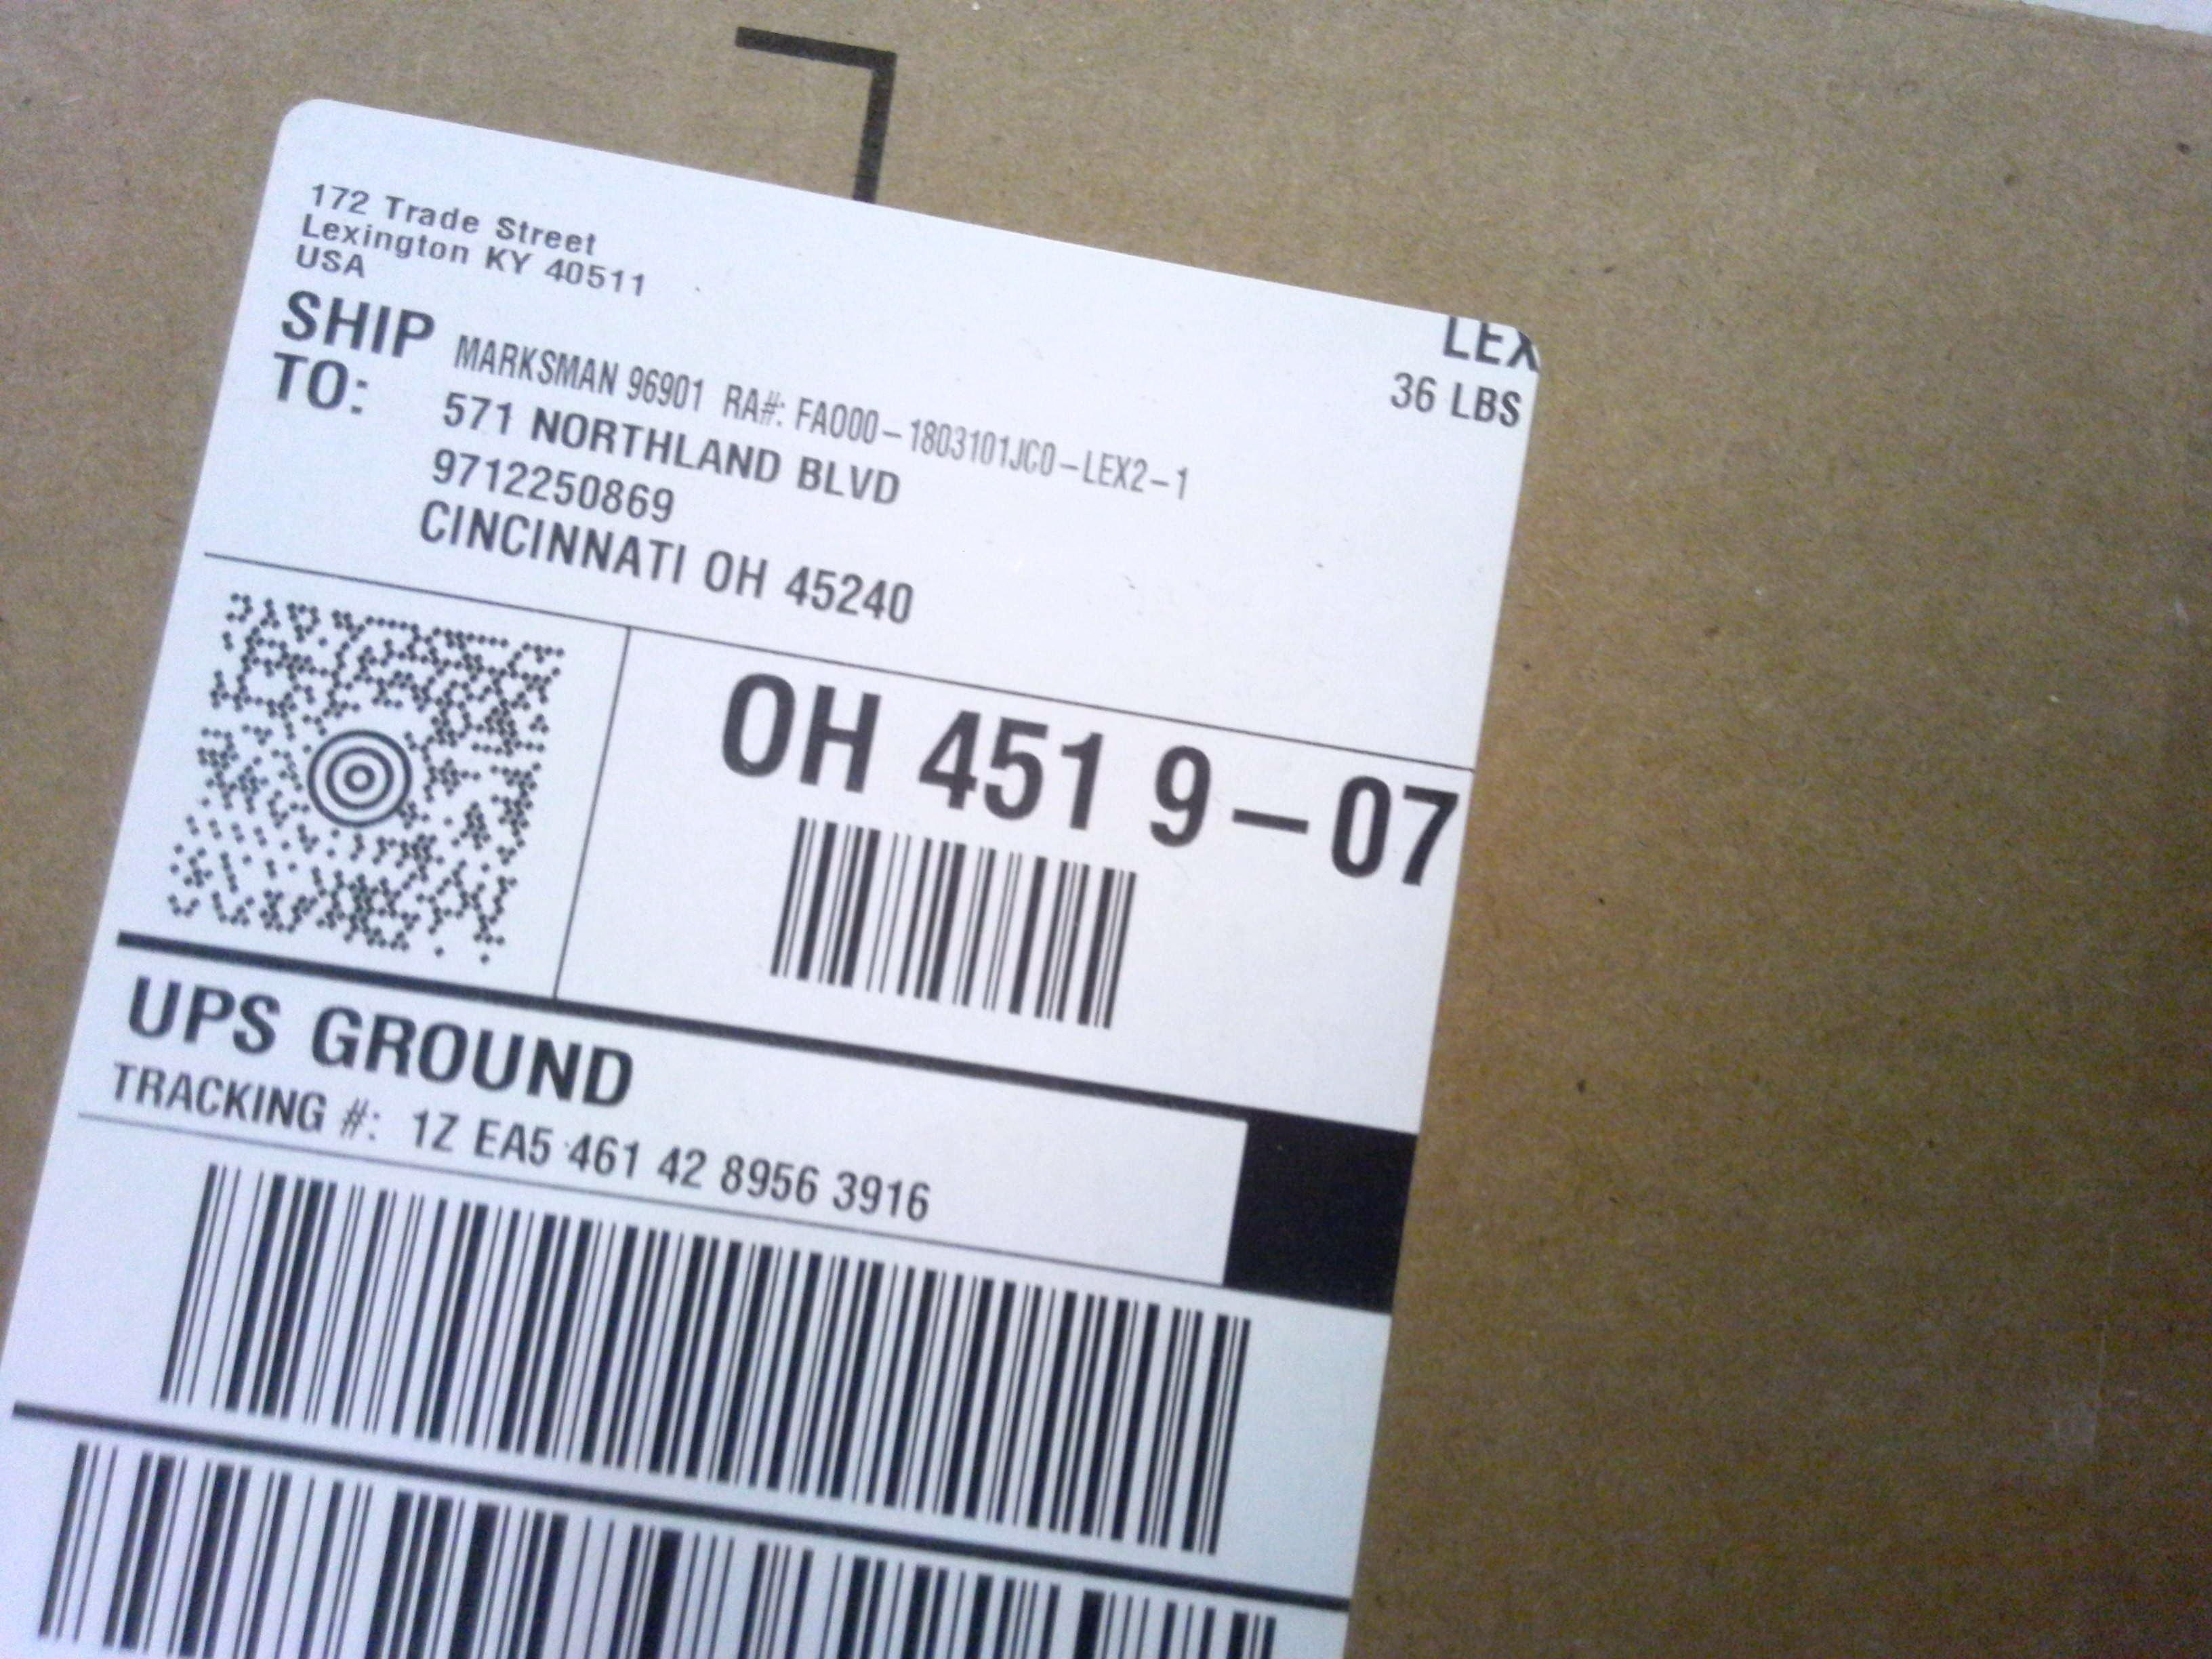 172 Trade Street
Lexington KY 40511
USA
LEX
36 LBS
SHIP TO:
MARKSMAN 96901 RA#: FA000-1803101JC0-LEX2-1
571 NORTHLAND BLVD
9712250869
CINCINNATI OH 45240
OH 451 9-07
UPS GROUND
TRACKING #: 1Z EA5 461 42 8956 3916